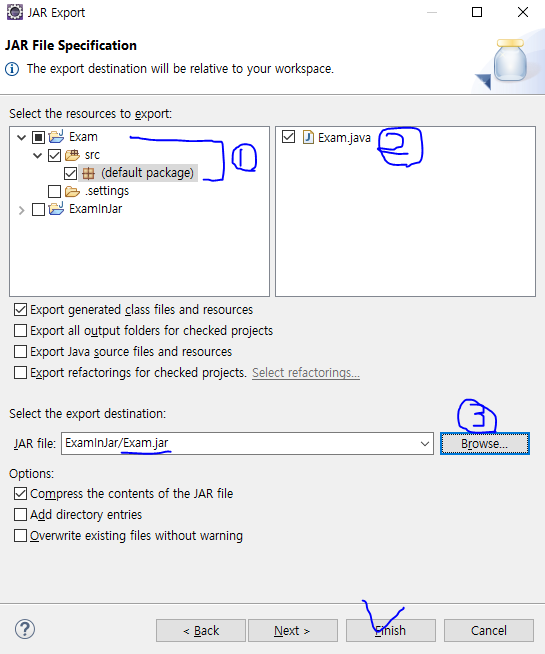 JAR Export
JAR File Specification
The export destination will be relative to your workspace.
Select the resources to export:
Exam
src
(default package)
.settings
ExamInJar
1
Exam.java
2
Export generated class files and resources
Export all output folders for checked projects
Export Java source files and resources
Export refactorings for checked projects. Select refactorings...
Select the export destination:
3
JAR file: ExamInJar/Exam.jar Browse...
Options:
Compress the contents of the JAR file
Add directory entries
Overwrite existing files without warning
? < Back Next > Finish Cancel